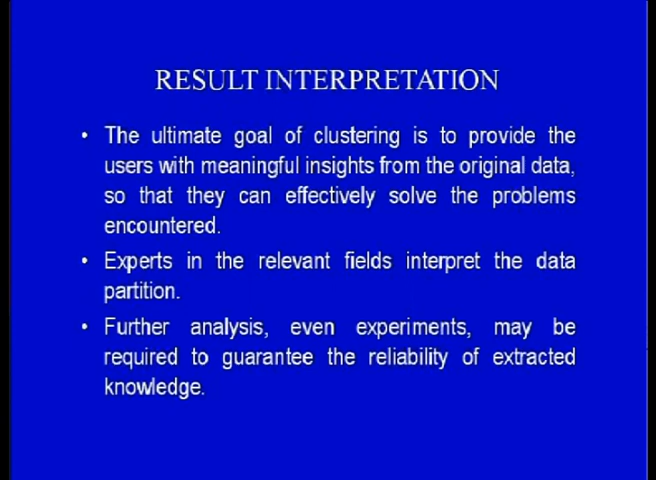 RESULT INTERPRETATION
• The ultimate goal of clustering is to provide the
users with meaningful insights from the original data,
so that they can effectively solve the problems
encountered.
• Experts in the relevant fields interpret the data
partition.
• Further analysis, even experiments, may be
required to guarantee the reliability of extracted
knowledge.